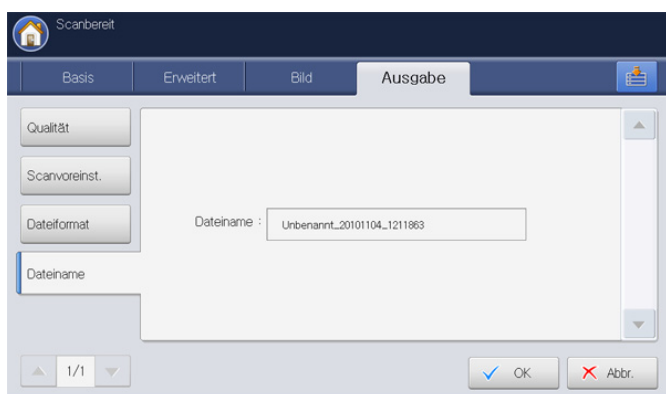 Scanbereit
Basis Erweitert Bild Ausgabe
Qualität
Scanvoreinst.
Dateiformat
Dateiname : Unbenannt_20101104_1211863
Dateiname
1/1
OK Abbr.